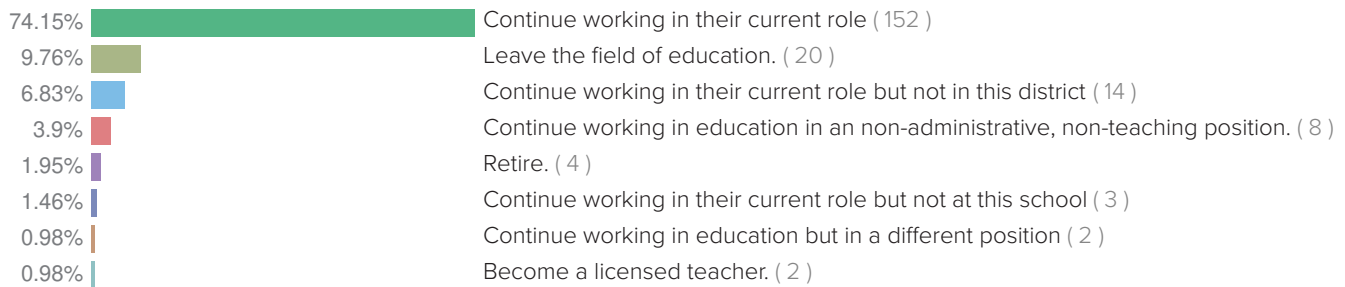 74.15% Continue working in their current role ( 152 )
9.76% Leave the field of education. ( 20 )
6.83% Continue working in their current role but not in this district ( 14 )
3.9% Continue working in education in an non-administrative, non-teaching position. ( 8 )
1.95% Retire. ( 4 )
1.46% Continue working in their current role but not at this school ( 3 )
0.98% Continue working in education but in a different position ( 2 )
0.98% Become a licensed teacher. ( 2 )